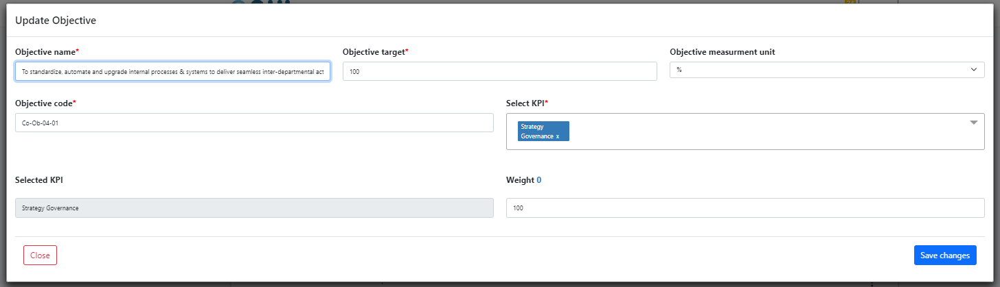 Update Objective
Objective name*
Objective target*
Objective measurment unit
To standardize, automate and upgrade internal processes & systems to deliver seamless inter-departmental act
100
%
Objective code*
Select KPI*
Co-Ob-04-01
Strategy
Governance x
Selected KPI
Weight 0
Strategy Governance
100
Close
Save changes